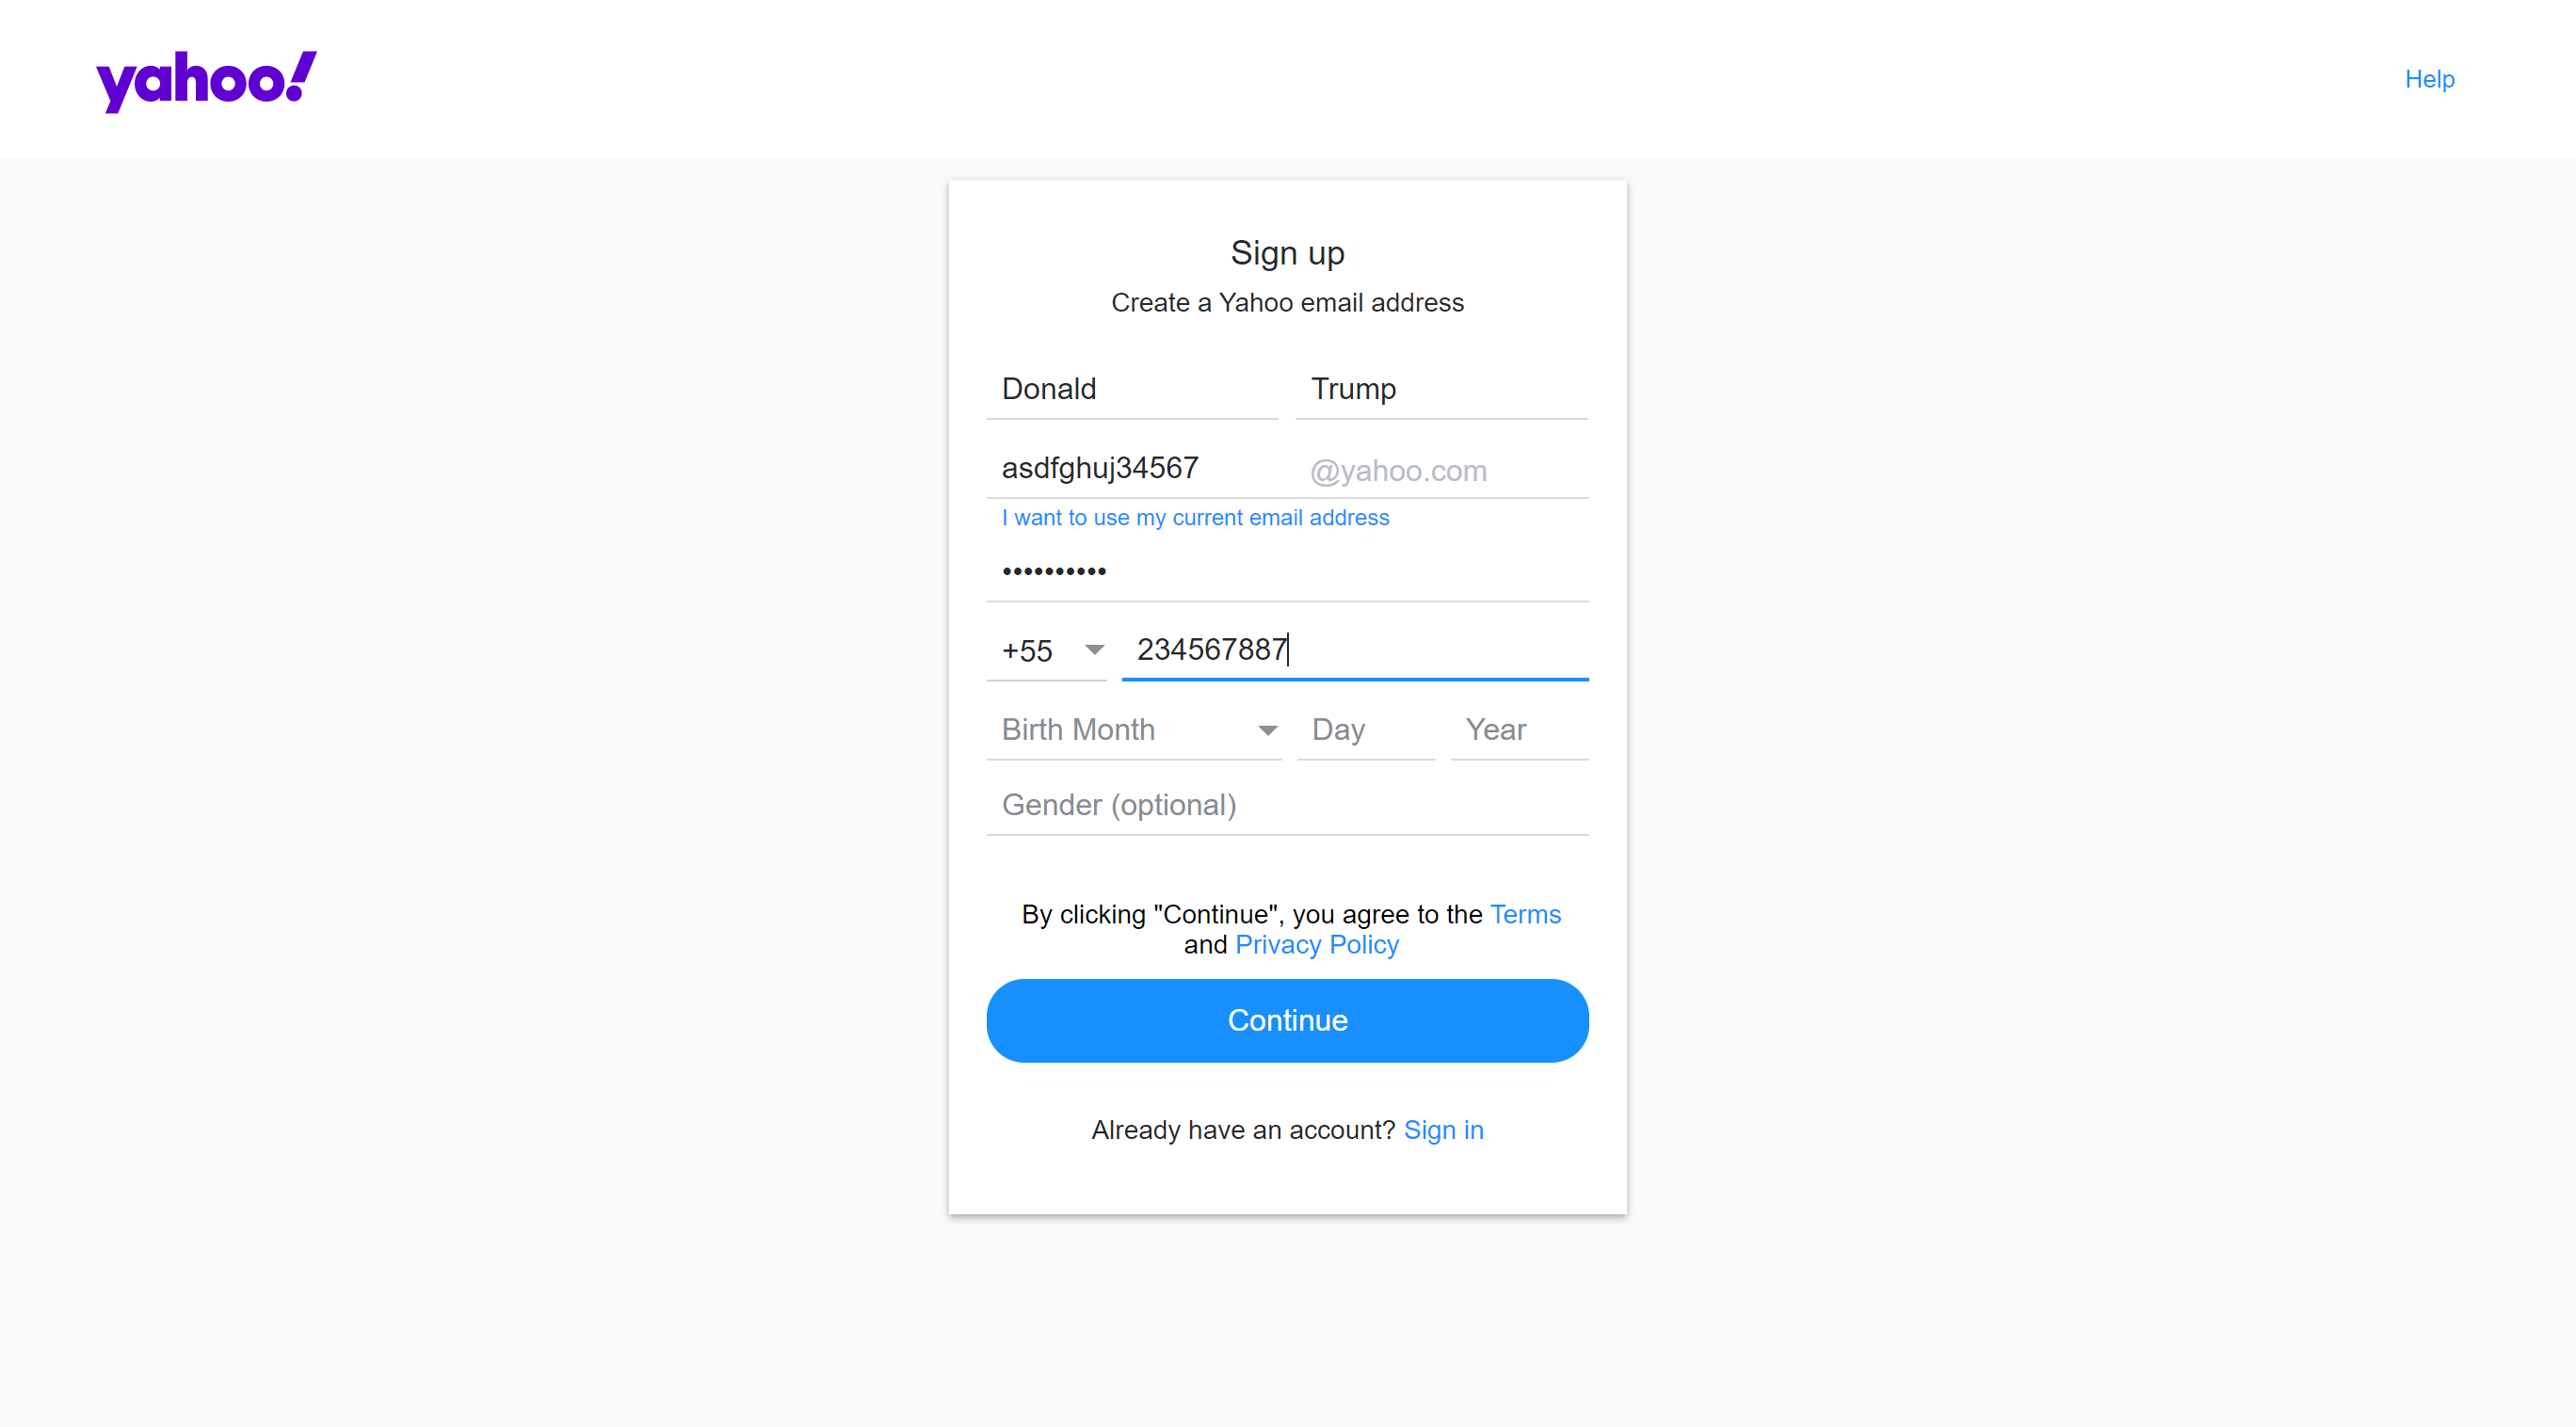 yahoo!
Help
Sign up
Create a Yahoo email address
Donald Trump
asdfghuj34567 @yahoo.com
I want to use my current email address
••••••••••
+55 234567887
Birth Month Day Year
Gender (optional)
By clicking "Continue", you agree to the Terms
and Privacy Policy
Continue
Already have an account? Sign in